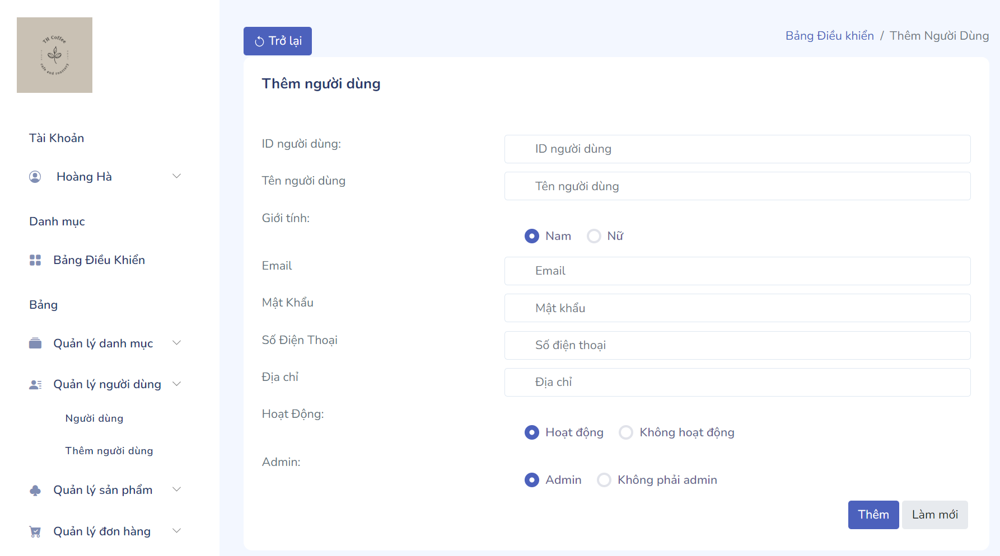 TH Coffee
cafe and roastery
Tài Khoản
Hoàng Hà
Danh mục
Bảng Điều Khiển
Bảng
Quản lý danh mục
Quản lý người dùng
Người dùng
Thêm người dùng
Quản lý sản phẩm
Quản lý đơn hàng
Trở lại
Bảng Điều khiển / Thêm Người Dùng
Thêm người dùng
ID người dùng: ID người dùng
Tên người dùng Tên người dùng
Giới tính:
Nam Nữ
Email Email
Mật Khẩu Mật khẩu
Số Điện Thoại Số điện thoại
Địa chỉ Địa chỉ
Hoạt Động:
Hoạt động Không hoạt động
Admin:
Admin Không phải admin
Thêm Làm mới